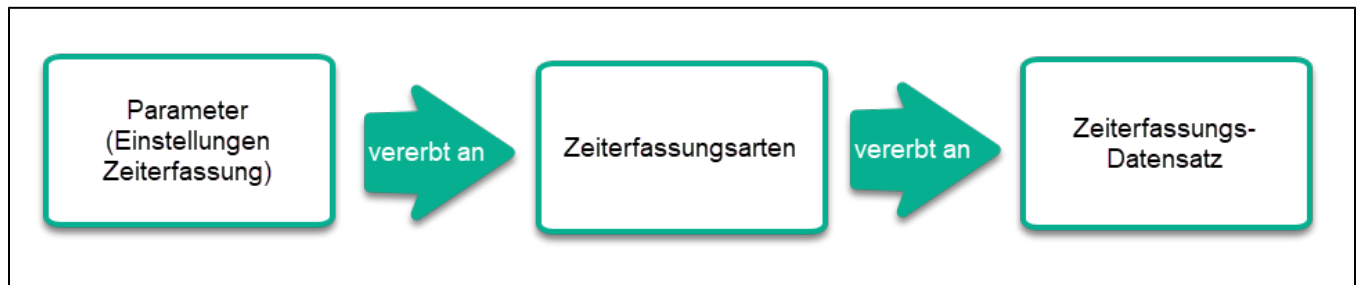 Parameter
(Einstellungen
Zeiterfassung)
vererbt an
Zeiterfassungsarten
vererbt an
Zeiterfassungs-
Datensatz